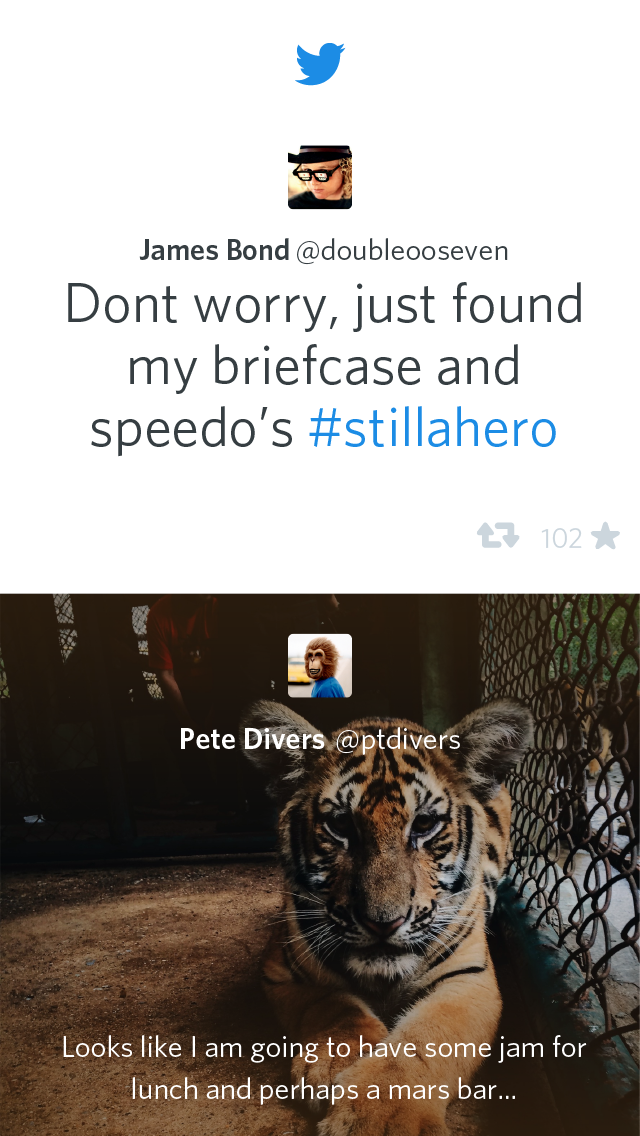 James Bond @doubleooseven
Dont worry, just found
my briefcase and
speedo’s #stillahero
102
Pete Divers @ptdivers
Looks like I am going to have some jam for
lunch and perhaps a mars bar...